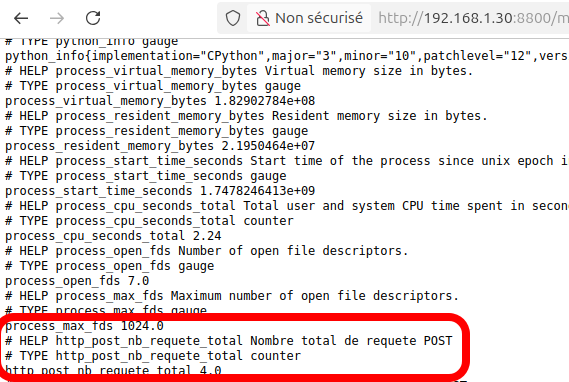 Non sécurisé http://192.168.1.30:8800/m
# TYPE python_info gauge
python_info{implementation="CPython",major="3",minor="10",patchlevel="12",vers
# HELP process_virtual_memory_bytes Virtual memory size in bytes.
# TYPE process_virtual_memory_bytes gauge
process_virtual_memory_bytes 1.82902784e+08
# HELP process_resident_memory_bytes Resident memory size in bytes.
# TYPE process_resident_memory_bytes gauge
process_resident_memory_bytes 2.1950464e+07
# HELP process_start_time_seconds Start time of the process since unix epoch i
# TYPE process_start_time_seconds gauge
process_start_time_seconds 1.7478246413e+09
# HELP process_cpu_seconds_total Total user and system CPU time spent in secon
# TYPE process_cpu_seconds_total counter
process_cpu_seconds_total 2.24
# HELP process_open_fds Number of open file descriptors.
# TYPE process_open_fds gauge
process_open_fds 7.0
# HELP process_max_fds Maximum number of open file descriptors.
# TYPE process_max_fds gauge
process_max_fds 1024.0
# HELP http_post_nb_requete_total Nombre total de requete POST
# TYPE http_post_nb_requete_total counter
http_post_nb_requete_total 4.0